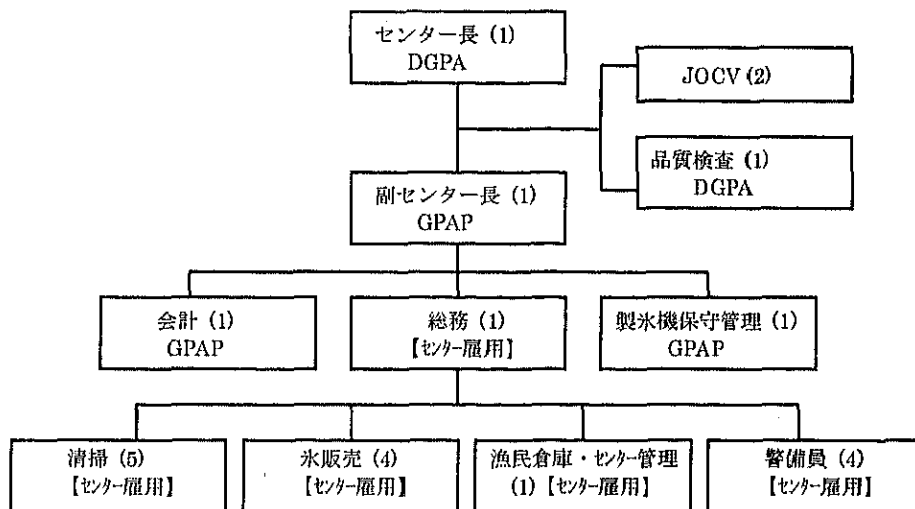 センター長 (1)
DGPA
JOCV (2)
品質検査 (1)
DGPA
副センター長 (1)
GPAP
会計 (1)
GPAP
総務 (1)
【センター雇用】
製氷機保守管理 (1)
GPAP
清掃 (5)
【センター雇用】
氷販売 (4)
【センター雇用】
漁民倉庫・センター管理
(1)【センター雇用】
警備員 (4)
【センター雇用】